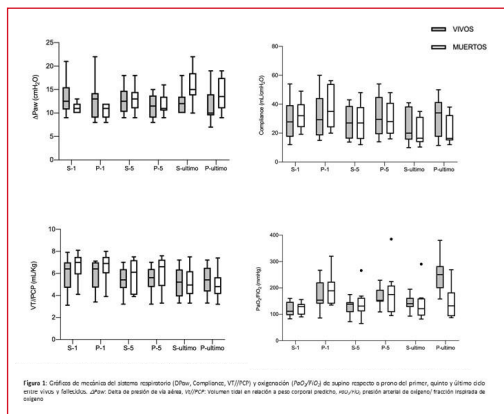 VIVOS
MUERTOS
ΔPaw (cmH₂O)
25
20
15
10
5
0
S-1
P-1
S-5
P-5
S-ultimo
P-ultimo
Compliance (mL/cmH2O)
80
60
40
20
0
S-1
P-1
S-5
P-5
S-ultimo
P-ultimo
VT//PCP) (mL/Kg)
10
8
6
4
2
0
S-1
P-1
S-5
P-5
S-ultimo
P-ultimo
PaO₂/FiO₂ (mmHg)
400
300
200
100
0
S-1
P-1
S-5
P-5
S-ultimo
P-ultimo
Figura 1: Gráficos de mecánica del sistema respiratorio (DPaw, Compliance, VT//PCP) y oxigenación (PaO₂/FiO₂) de supino respecto a prono del primer, quinto y último ciclo
entre vivos y fallecidos. ΔPaw: Delta de presión de vía aérea, Vt//PCP: Volumen tidal en relación a peso corporal predicho, PaO₂/FiO₂ presión arterial de oxígeno/ fracción inspirada de
oxígeno